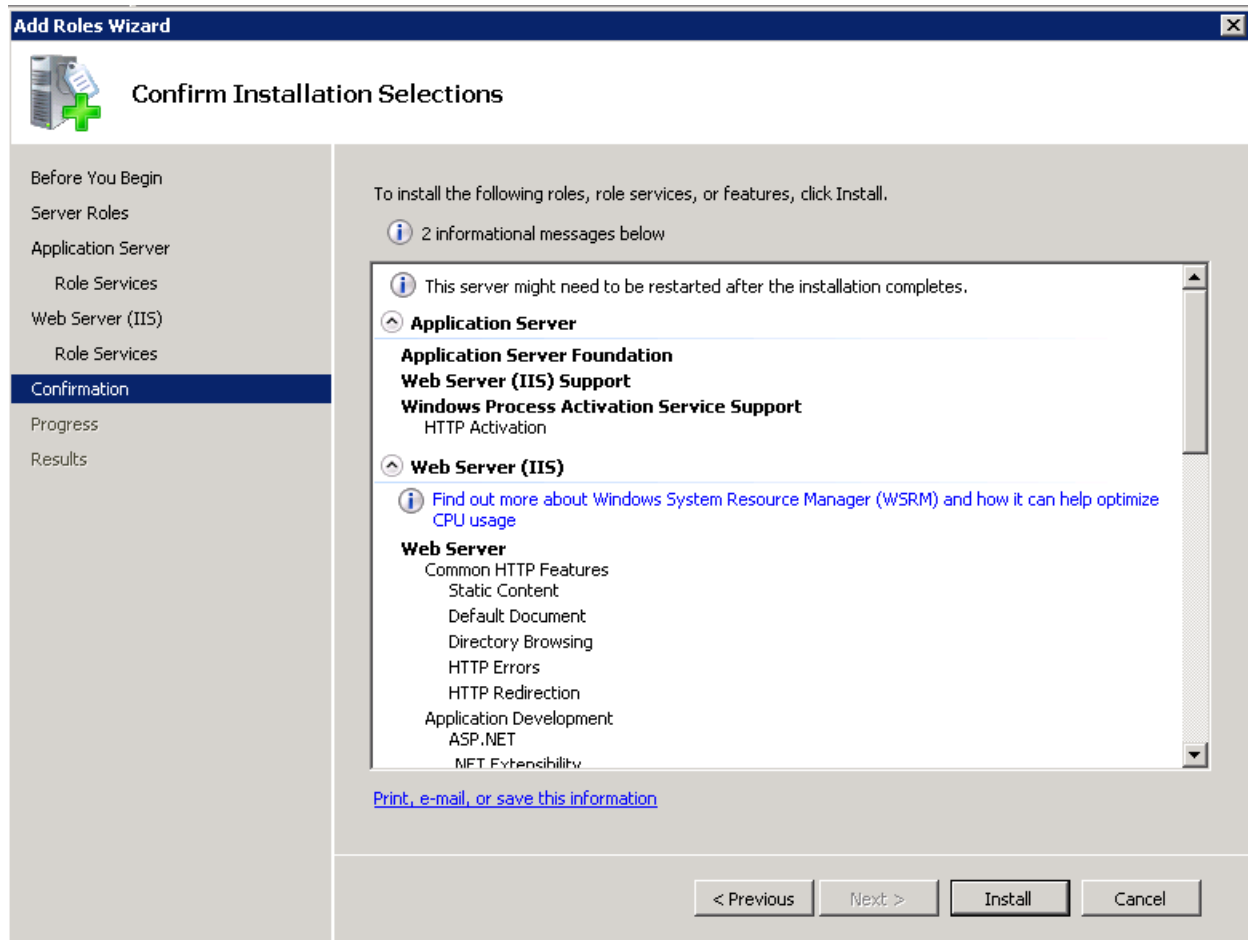 Add Roles Wizard
Confirm Installation Selections
Before You Begin
Server Roles
Application Server
Role Services
Web Server (IIS)
Role Services
Confirmation
Progress
Results
To install the following roles, role services, or features, click Install.
2 informational messages below
This server might need to be restarted after the installation completes.
Application Server
Application Server Foundation
Web Server (IIS) Support
Windows Process Activation Service Support
HTTP Activation
Web Server (IIS)
Find out more about Windows System Resource Manager (WSRM) and how it can help optimize
CPU usage
Web Server
Common HTTP Features
Static Content
Default Document
Directory Browsing
HTTP Errors
HTTP Redirection
Application Development
ASP.NET
.NET Extensibility
Print, e-mail, or save this information
< Previous
Next >
Install
Cancel